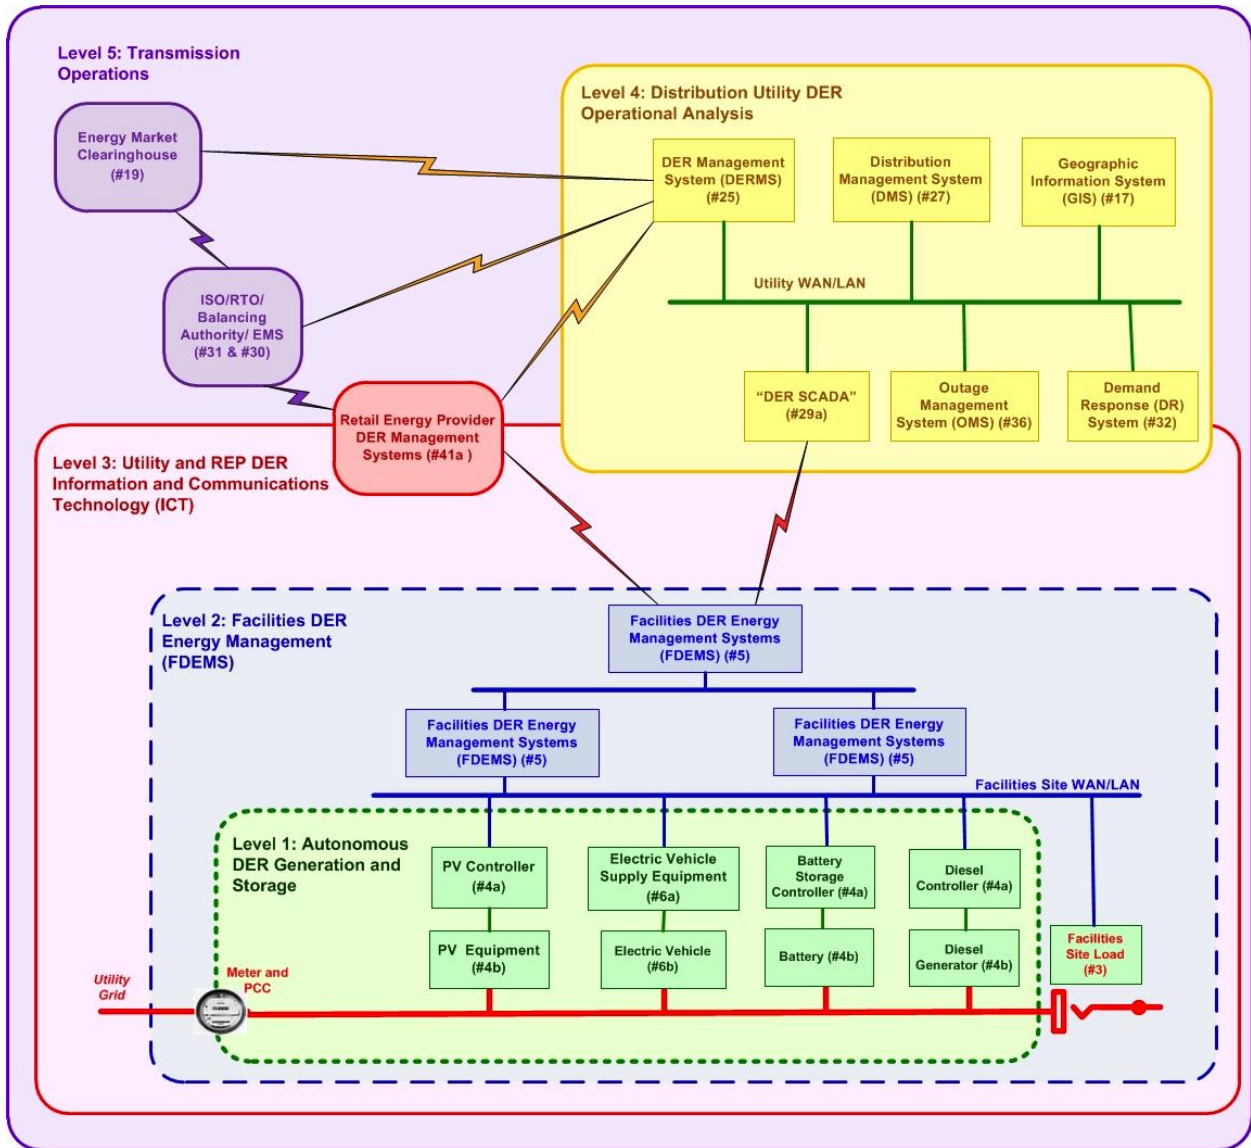 Level 5: Transmission
Operations
Energy Market
Clearinghouse
(#19)
ISO/RTO/
Balancing
Authority/ EMS
(#31 & #30)
Retail Energy Provider
DER Management
Systems (#41a )
Level 4: Distribution Utility DER
Operational Analysis
DER Management
System (DERMS)
(#25)
Distribution
Management System
(DMS) (#27)
Geographic
Information System
(GIS) (#17)
Utility WAN/LAN
“DER SCADA”
(#29a)
Outage
Management
System (OMS) (#36)
Demand
Response (DR)
System (#32)
Level 3: Utility and REP DER
Information and Communications
Technology (ICT)
Level 2: Facilities DER
Energy Management
(FDEMS)
Facilities DER Energy
Management Systems
(FDEMS) (#5)
Facilities DER Energy
Management Systems
(FDEMS) (#5)
Facilities DER Energy
Management Systems
(FDEMS) (#5)
Facilities Site WAN/LAN
Level 1: Autonomous
DER Generation and
Storage
PV Controller
(#4a)
Electric Vehicle
Supply Equipment
(#6a)
Battery
Storage
Controller (#4a)
Diesel
Controller (#4a)
PV Equipment
(#4b)
Electric Vehicle
(#6b)
Battery (#4b)
Diesel
Generator (#4b)
Facilities
Site Load
(#3)
Utility
Grid
Meter and
PCC